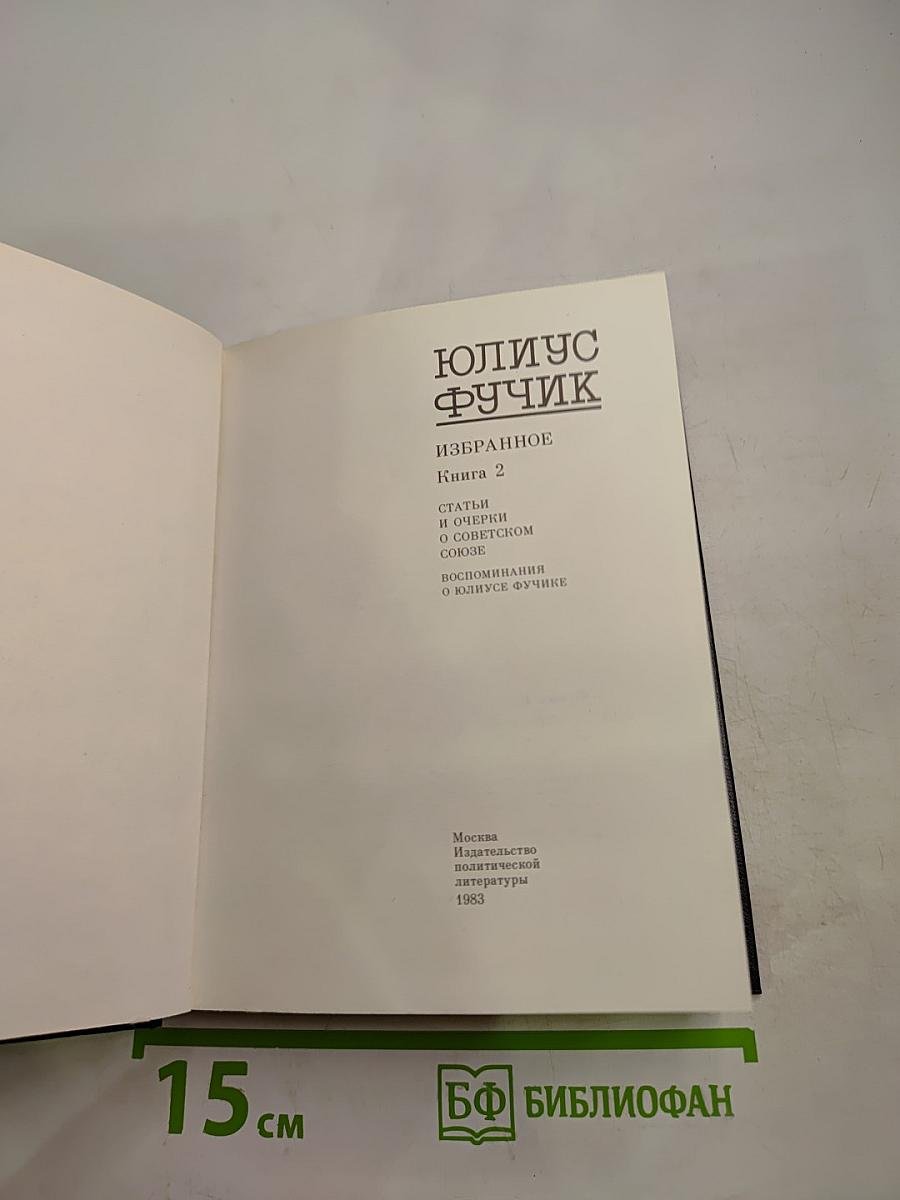 ЮЛИУС
ФУЧИК
ИЗБРАННОЕ
Книга 2
СТАТЬИ
И ОЧЕРКИ
О СОВЕТСКОМ
СОЮЗЕ
ВОСПОМИНАНИЯ
О ЮЛИУСЕ ФУЧИКЕ
Москва
Издательство
политической
литературы
1983
15 см
БФ БИБЛИОФАН